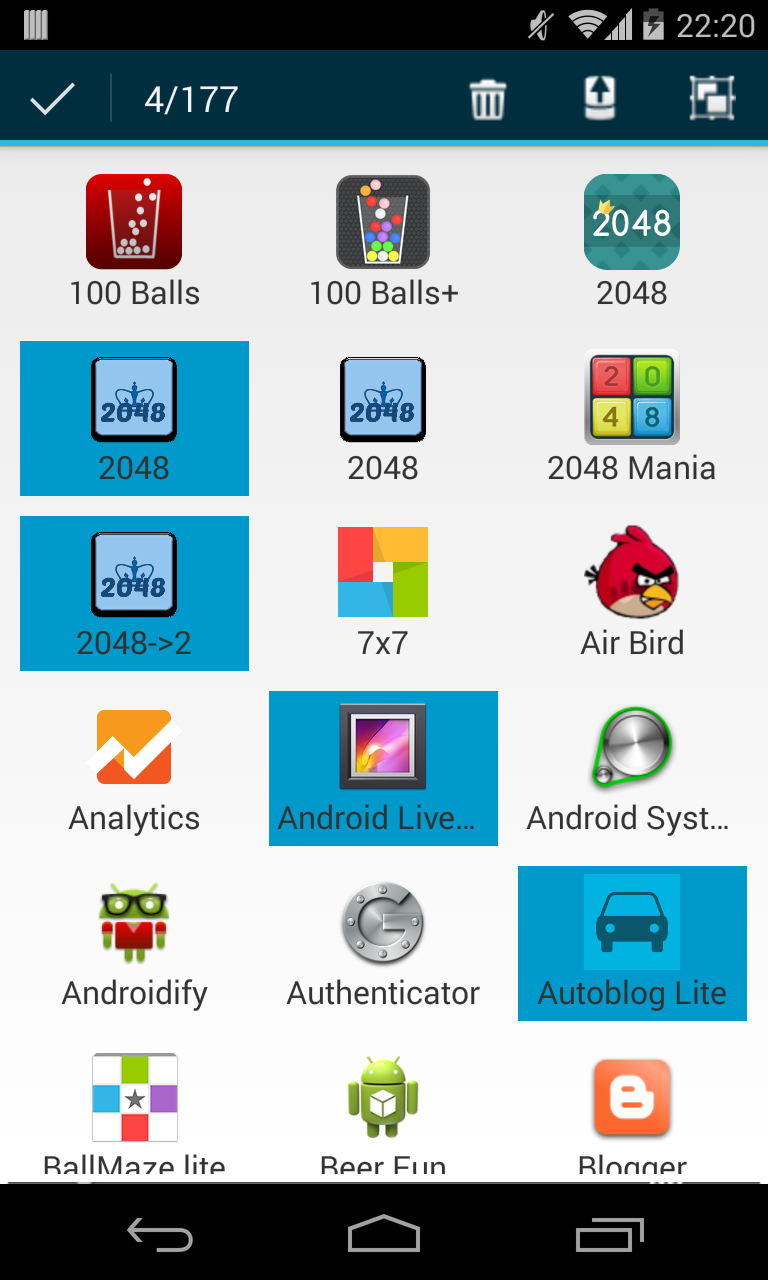 22:20
4/177
2048
100 Balls 100 Balls+ 2048
2048 2048 2 0
4 8
2048 2048 2048 Mania
2048
2048->2 7x7 Air Bird
Analytics Android Live… Android Syst…
G
Androidify Authenticator Autoblog Lite
B
BallMaze lite Beer Fun Blogger